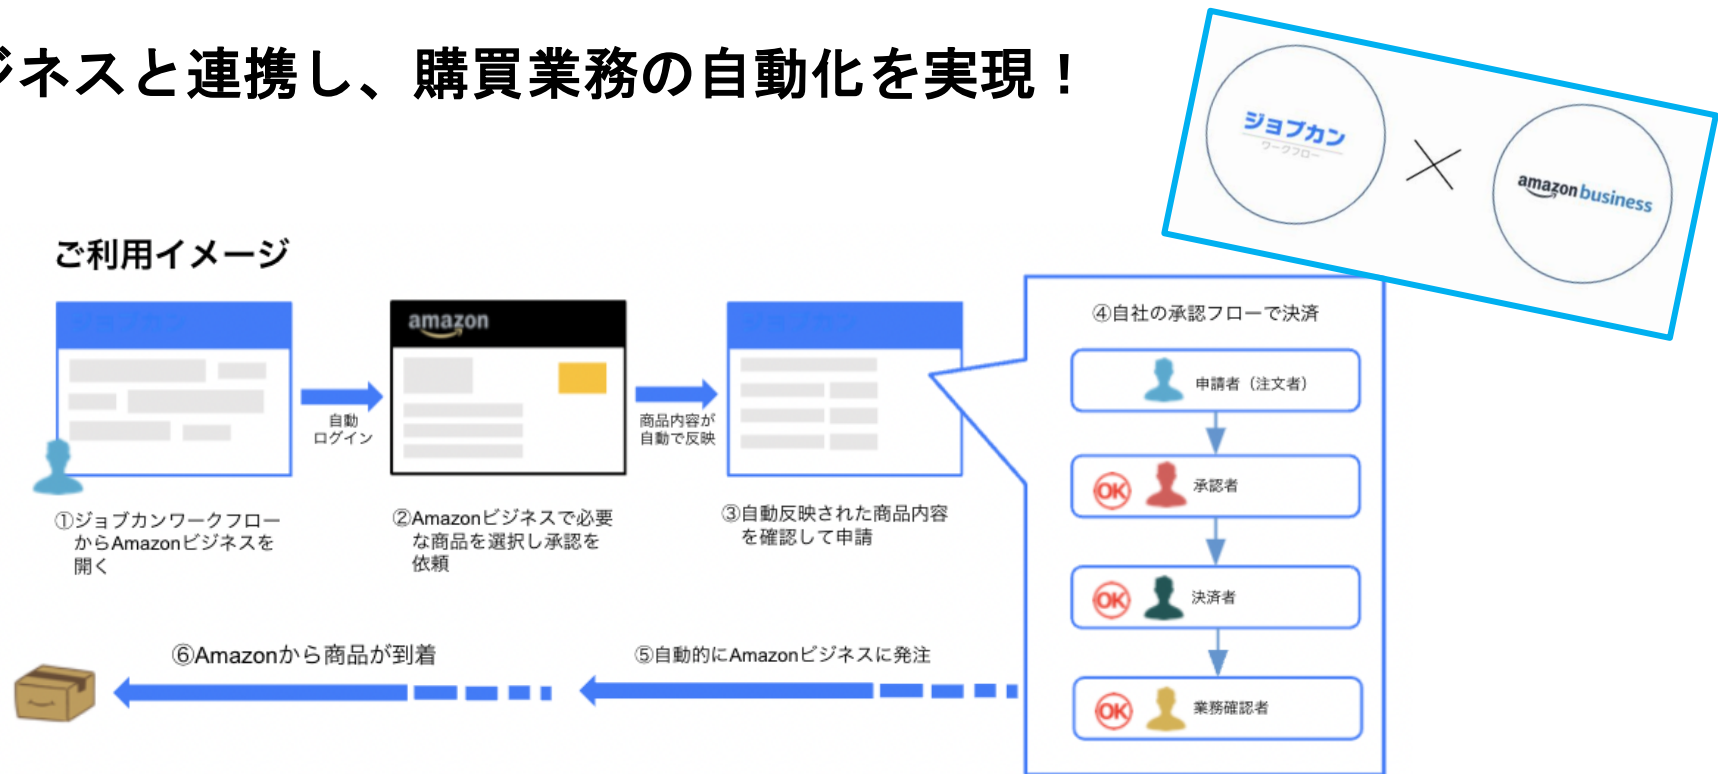 ジネスと連携し、購買業務の自動化を実現！
ジョブカン
ワークフロー
amazon business
ご利用イメージ
ジョブカン
amazon
ジョブカン
自動
ログイン
商品内容が
自動で反映
①ジョブカンワークフロー
からAmazonビジネスを
開く
②Amazonビジネスで必要
な商品を選択し承認を
依頼
③自動反映された商品内容
を確認して申請
④自社の承認フローで決済
申請者（注文者）
OK
承認者
OK
決済者
OK
業務確認者
⑤自動的にAmazonビジネスに発注
⑥Amazonから商品が到着